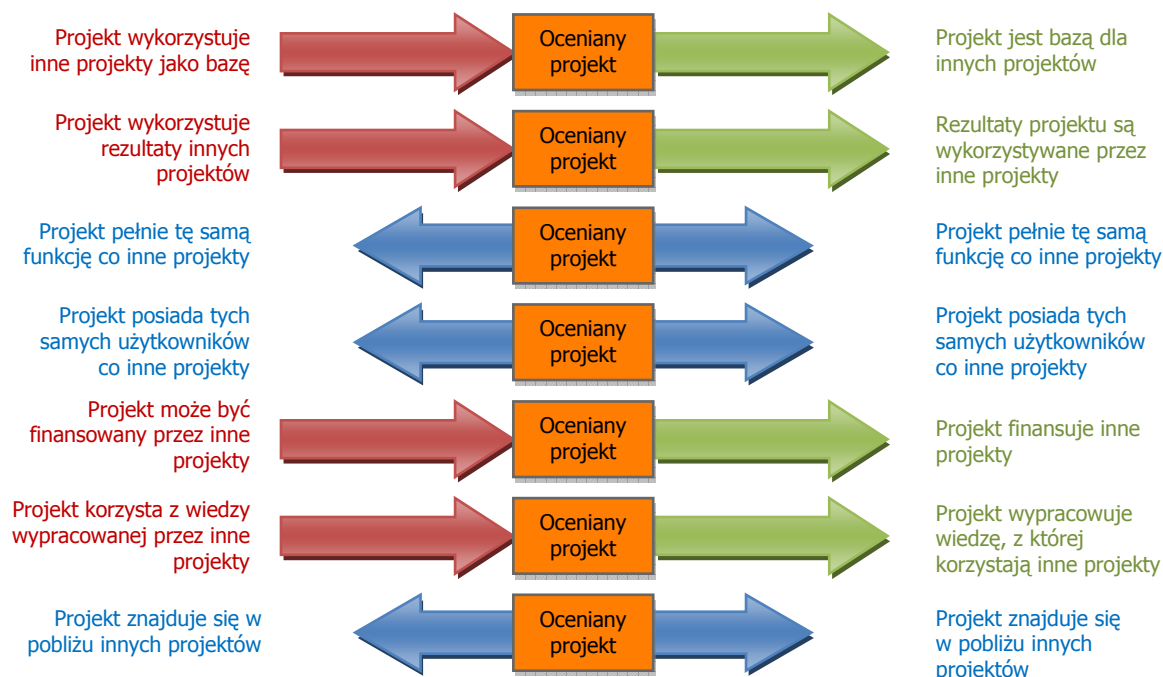 Projekt wykorzystuje
inne projekty jako bazę
Oceniany
projekt
Projekt jest bazą dla
innych projektów
Projekt wykorzystuje
rezultaty innych
projektów
Oceniany
projekt
Rezultaty projektu są
wykorzystywane przez
inne projekty
Projekt pełnie tę samą
funkcję co inne projekty
Oceniany
projekt
Projekt pełnie tę samą
funkcję co inne projekty
Projekt posiada tych
samych użytkowników
co inne projekty
Oceniany
projekt
Projekt posiada tych
samych użytkowników
co inne projekty
Projekt może być
finansowany przez inne
projekty
Oceniany
projekt
Projekt finansuje inne
projekty
Projekt korzysta z wiedzy
wypracowanej przez inne
projekty
Oceniany
projekt
Projekt wypracowuje
wiedzę, z której
korzystają inne projekty
Projekt znajduje się w
pobliżu innych projektów
Oceniany
projekt
Projekt znajduje się
w pobliżu innych
projektów